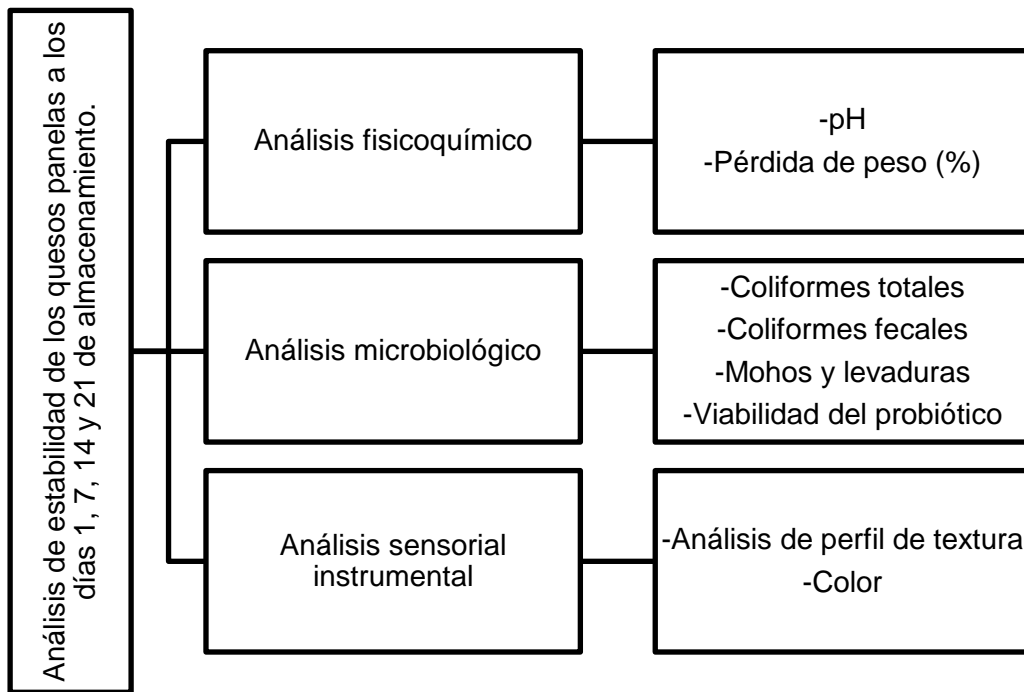 Análisis de estabilidad de los quesos panelas a los
días 1, 7, 14 y 21 de almacenamiento.
Análisis fisicoquímico
-pH
-Pérdida de peso (%)
Análisis microbiológico
-Coliformes totales
-Coliformes fecales
-Mohos y levaduras
-Viabilidad del probiótico
Análisis sensorial
instrumental
-Análisis de perfil de textura
-Color